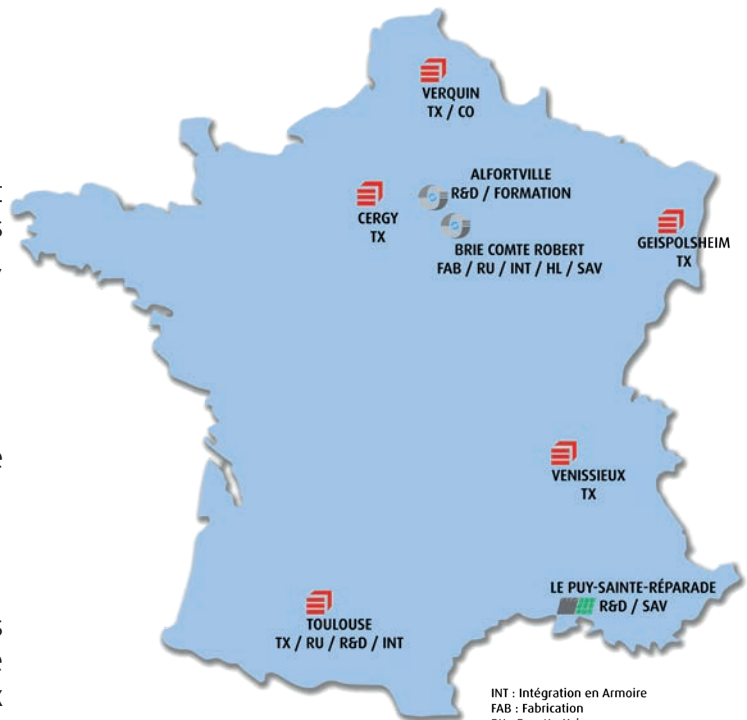 VERQUIN
TX / CO
ALFORTVILLE
R&D / FORMATION
CERGY
TX
BRIE COMTE ROBERT
FAB / RU / INT / HL / SAV
GEISPOLSHEIM
TX
VENISSIEUX
TX
LE PUY-SAINTE-RÉPARADE
R&D / SAV
TOULOUSE
TX / RU / R&D / INT
INT : Intégration en Armoire
FAB : Fabrication